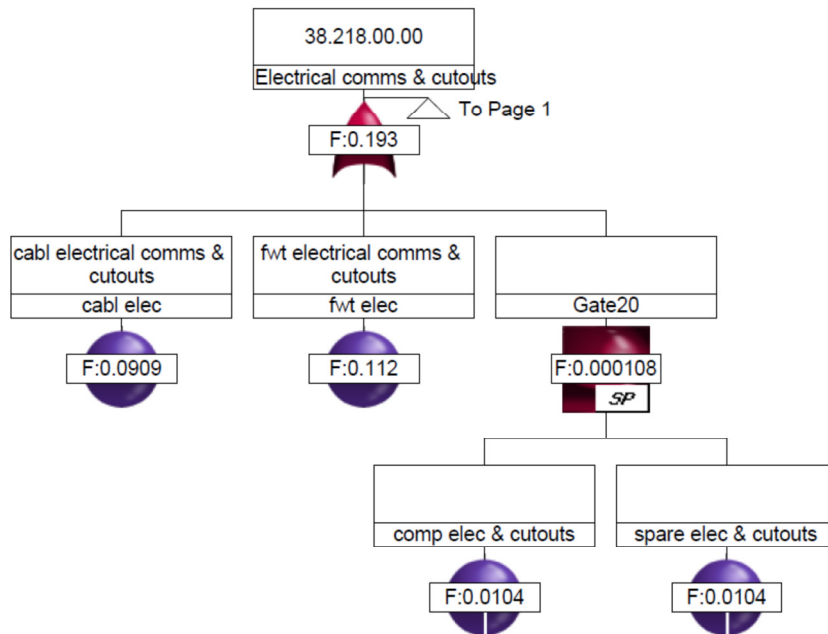 38.218.00.00
Electrical comms & cutouts
To Page 1
F:0.193
cabl electrical comms &
cutouts
cabl elec
F:0.0909
fwt electrical comms &
cutouts
fwt elec
F:0.112
Gate20
F:0.000108
SP
comp elec & cutouts
F:0.0104
spare elec & cutouts
F:0.0104